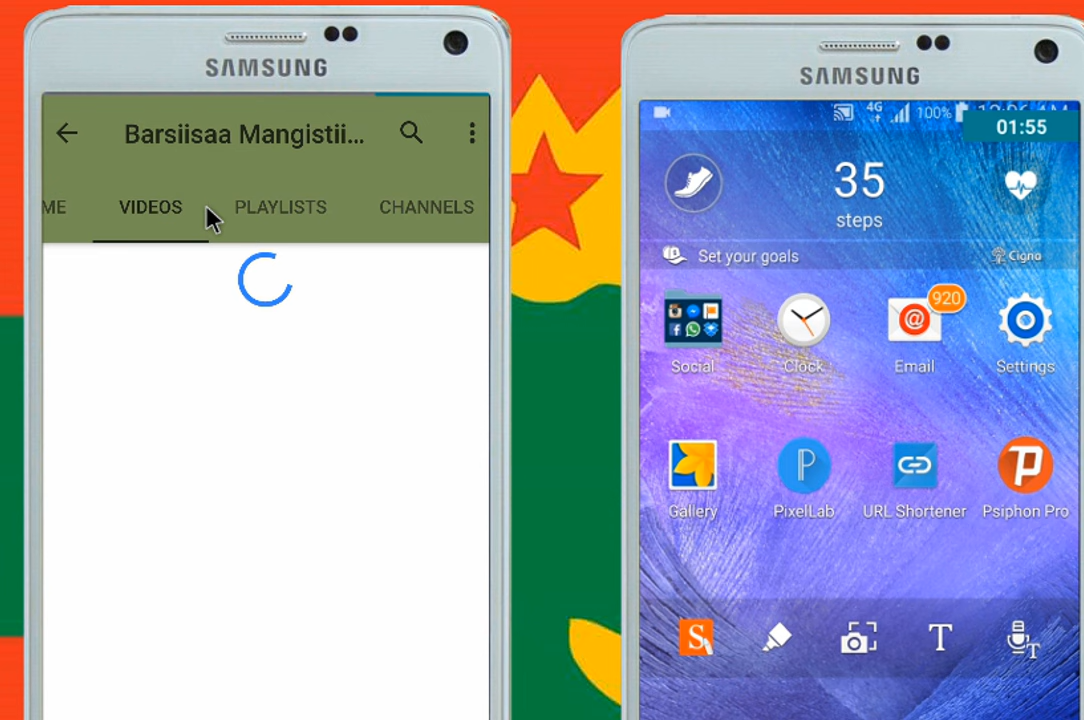 SAMSUNG
Barsiisaa Mangistii...
ME VIDEOS PLAYLISTS CHANNELS
SAMSUNG
4G 100%
01:55
35
steps
Set your goals
Cigna
920
Social Clock Email Settings
Gallery PixelLab URL Shortener Psiphon Pro
S T T